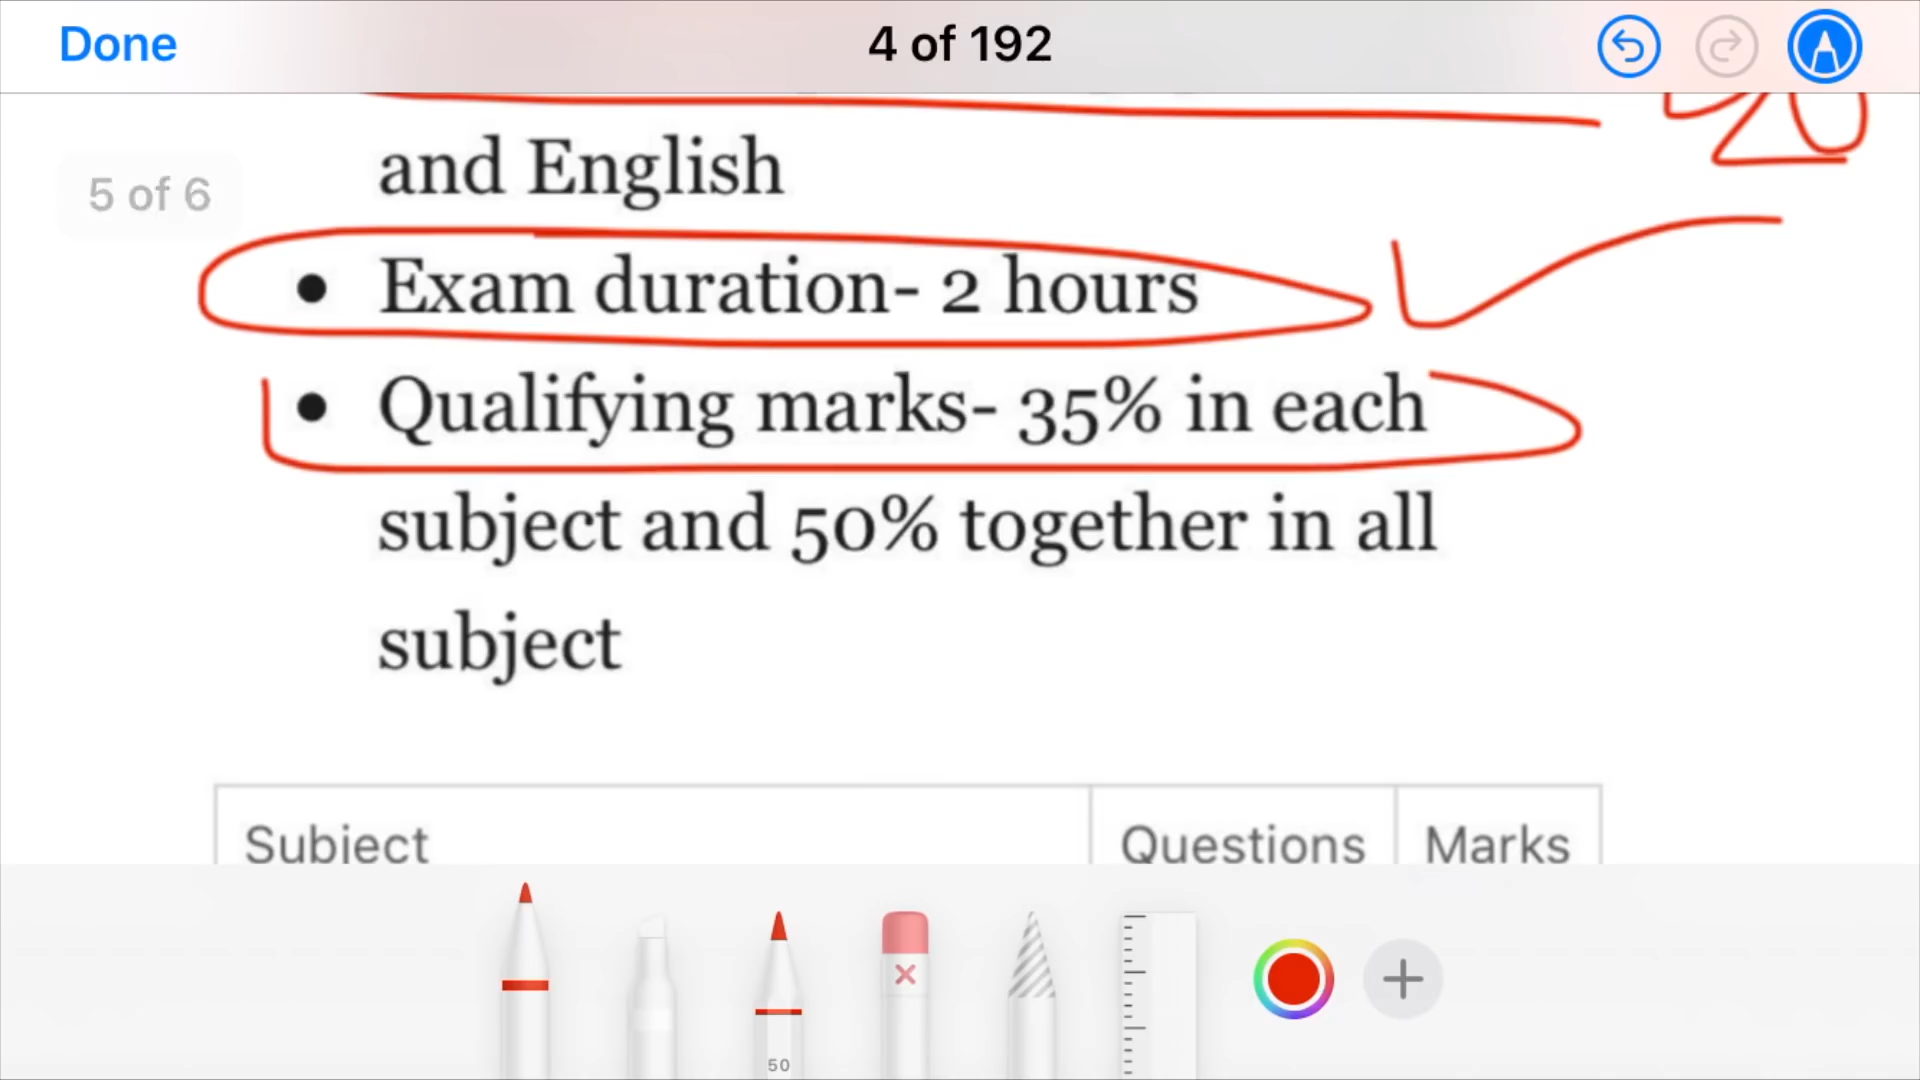 Done
4 of 192
20
and English
5 of 6
• Exam duration- 2 hours
• Qualifying marks- 35% in each
subject and 50% together in all
subject
Subject Questions Marks
50